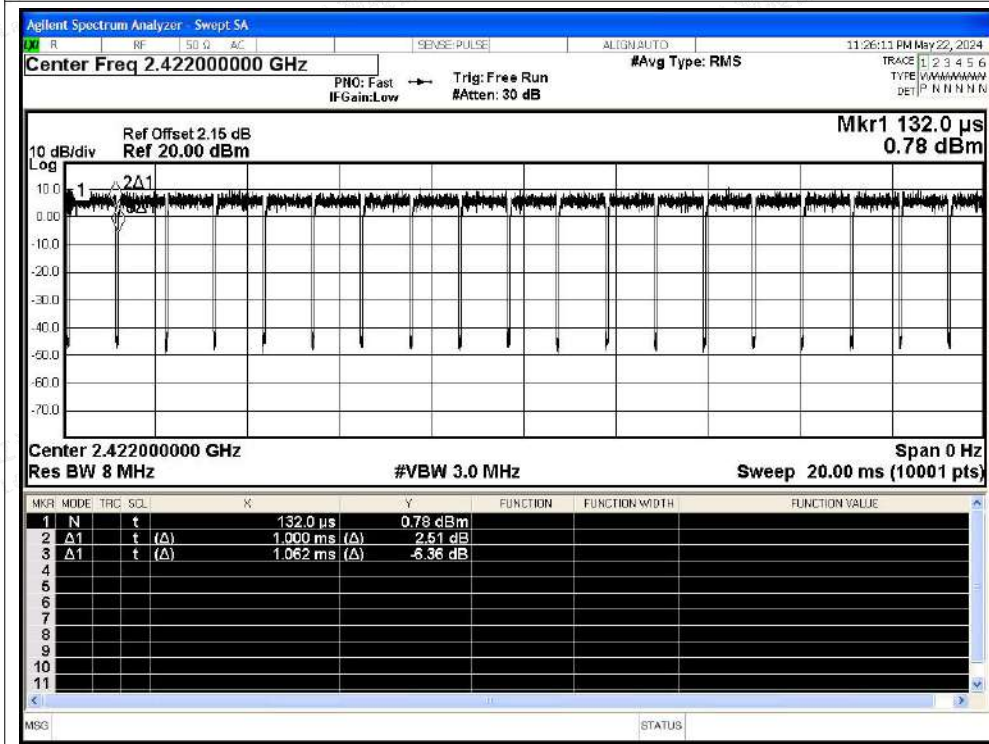 Agilent Spectrum Analyzer - Swept SA
LXI R RF 50 Ω AC SENSE:PULSE ALIGN AUTO 11:26:11 PM May 22, 2024
Center Freq 2.422000000 GHz #Avg Type: RMS TRACE 1 2 3 4 5 6
PNO: Fast Trig: Free Run TYPE
IFGain:Low #Atten: 30 dB DET P N N N N N
Ref Offset 2.15 dB Mkr1 132.0 µs
10 dB/div Ref 20.00 dBm 0.78 dBm
Log
10.0 1 2Δ1
0.00
-10.0
-20.0
-30.0
-40.0
-50.0
-60.0
-70.0
Center 2.422000000 GHz Span 0 Hz
Res BW 8 MHz #VBW 3.0 MHz Sweep 20.00 ms (10001 pts)
MKR MODE TRC SCL X Y FUNCTION FUNCTION WIDTH FUNCTION VALUE
1 N t 132.0 µs 0.78 dBm
2 Δ1 t (Δ) 1.000 ms (Δ) 2.51 dB
3 Δ1 t (Δ) 1.062 ms (Δ) -6.36 dB
4
5
6
7
8
9
10
11
MSG STATUS